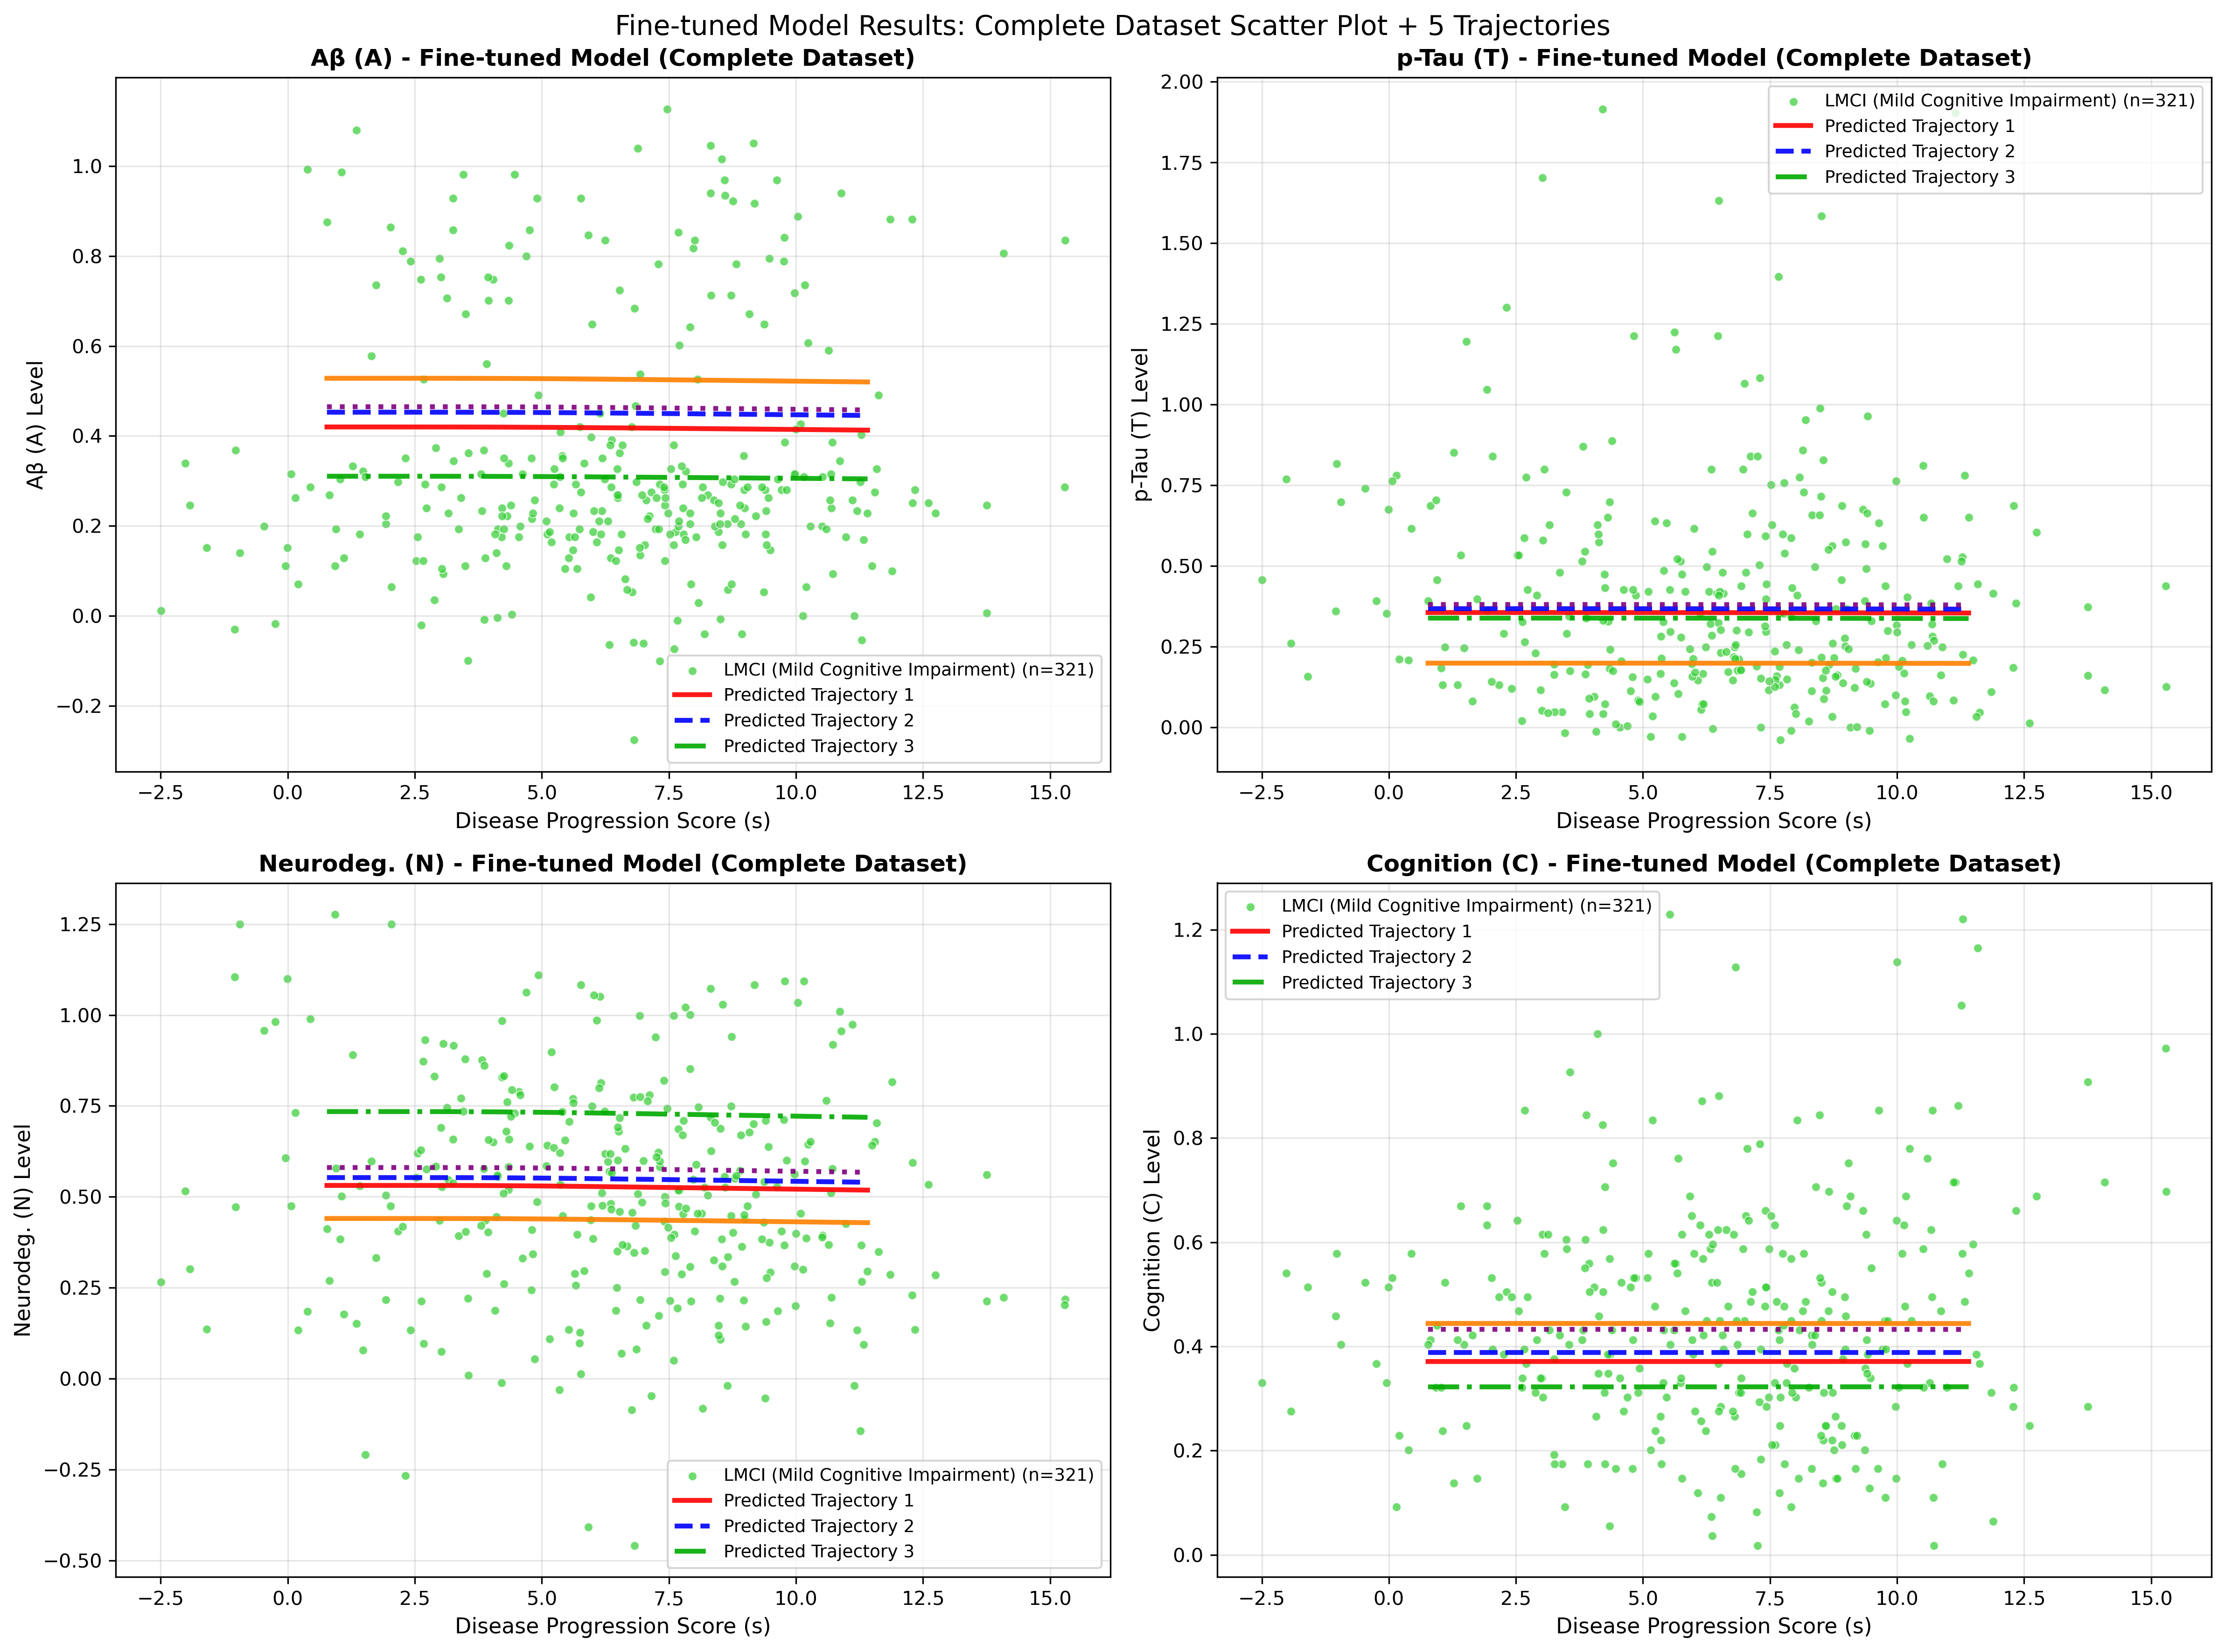 Fine-tuned Model Results: Complete Dataset Scatter Plot + 5 Trajectories
Aβ (A) - Fine-tuned Model (Complete Dataset)
Aβ (A) Level
1.0
0.8
0.6
0.4
0.2
0.0
−0.2
LMCI (Mild Cognitive Impairment) (n=321)
Predicted Trajectory 1
Predicted Trajectory 2
Predicted Trajectory 3
−2.5 0.0 2.5 5.0 7.5 10.0 12.5 15.0
Disease Progression Score (s)
p-Tau (T) - Fine-tuned Model (Complete Dataset)
p-Tau (T) Level
2.00
1.75
1.50
1.25
1.00
0.75
0.50
0.25
0.00
LMCI (Mild Cognitive Impairment) (n=321)
Predicted Trajectory 1
Predicted Trajectory 2
Predicted Trajectory 3
−2.5 0.0 2.5 5.0 7.5 10.0 12.5 15.0
Disease Progression Score (s)
Neurodeg. (N) - Fine-tuned Model (Complete Dataset)
Neurodeg. (N) Level
1.25
1.00
0.75
0.50
0.25
0.00
−0.25
−0.50
LMCI (Mild Cognitive Impairment) (n=321)
Predicted Trajectory 1
Predicted Trajectory 2
Predicted Trajectory 3
−2.5 0.0 2.5 5.0 7.5 10.0 12.5 15.0
Disease Progression Score (s)
Cognition (C) - Fine-tuned Model (Complete Dataset)
Cognition (C) Level
1.2
1.0
0.8
0.6
0.4
0.2
0.0
LMCI (Mild Cognitive Impairment) (n=321)
Predicted Trajectory 1
Predicted Trajectory 2
Predicted Trajectory 3
−2.5 0.0 2.5 5.0 7.5 10.0 12.5 15.0
Disease Progression Score (s)